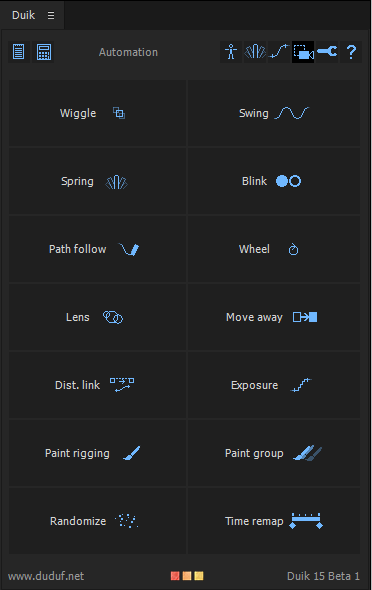 Duik
Automation
?
Wiggle
Swing
Spring
Blink
Path follow
Wheel
Lens
Move away
Dist. link
Exposure
Paint rigging
Paint group
Randomize
Time remap
www.duduf.net
Duik 15 Beta 1